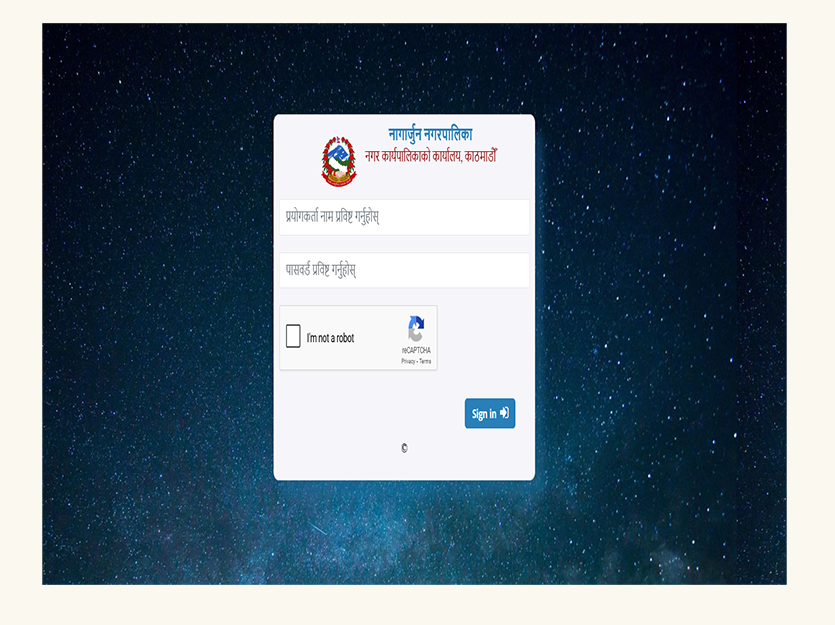 नागार्जुन नगरपालिका
नगर कार्यपालिकाको कार्यालय, काठमाडौँ
प्रयोगकर्ता नाम प्रविष्ट गर्नुहोस्
पासवर्ड प्रविष्ट गर्नुहोस्
I'm not a robot
reCAPTCHA
Privacy - Terms
Sign in
©